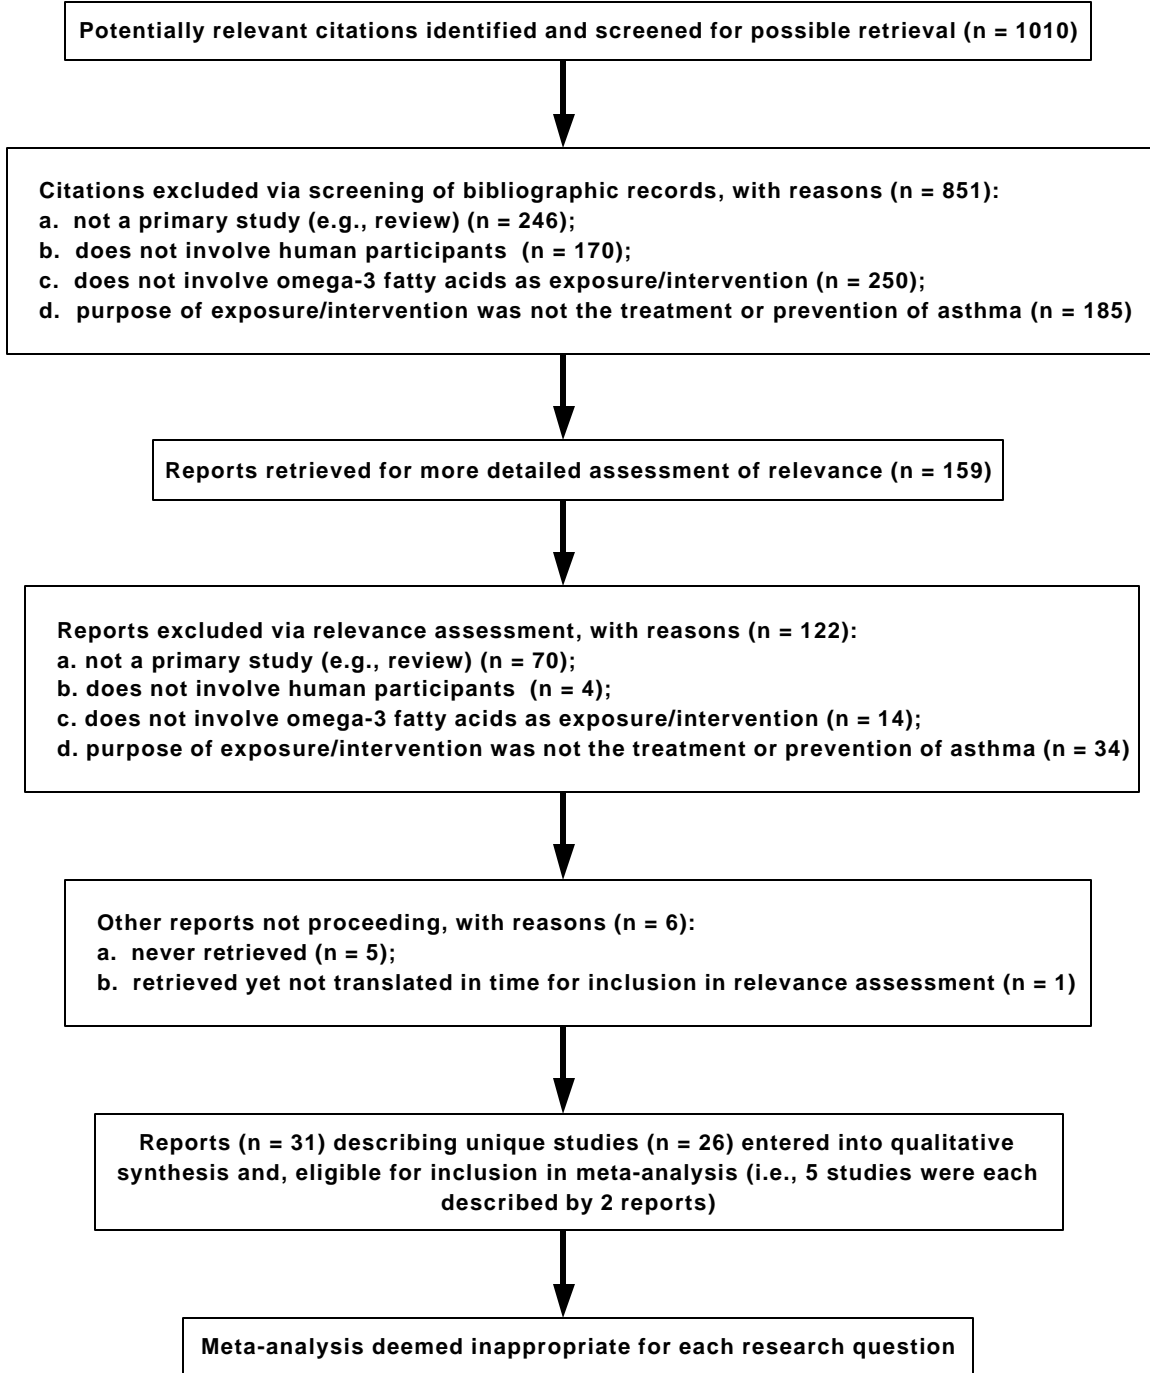 Potentially relevant citations identified and screened for possible retrieval (n = 1010)
Citations excluded via screening of bibliographic records, with reasons (n = 851):
a. not a primary study (e.g., review) (n = 246);
b. does not involve human participants (n = 170);
c. does not involve omega-3 fatty acids as exposure/intervention (n = 250);
d. purpose of exposure/intervention was not the treatment or prevention of asthma (n = 185)
Reports retrieved for more detailed assessment of relevance (n = 159)
Reports excluded via relevance assessment, with reasons (n = 122):
a. not a primary study (e.g., review) (n = 70);
b. does not involve human participants (n = 4);
c. does not involve omega-3 fatty acids as exposure/intervention (n = 14);
d. purpose of exposure/intervention was not the treatment or prevention of asthma (n = 34)
Other reports not proceeding, with reasons (n = 6):
a. never retrieved (n = 5);
b. retrieved yet not translated in time for inclusion in relevance assessment (n = 1)
Reports (n = 31) describing unique studies (n = 26) entered into qualitative
synthesis and, eligible for inclusion in meta-analysis (i.e., 5 studies were each
described by 2 reports)
Meta-analysis deemed inappropriate for each research question